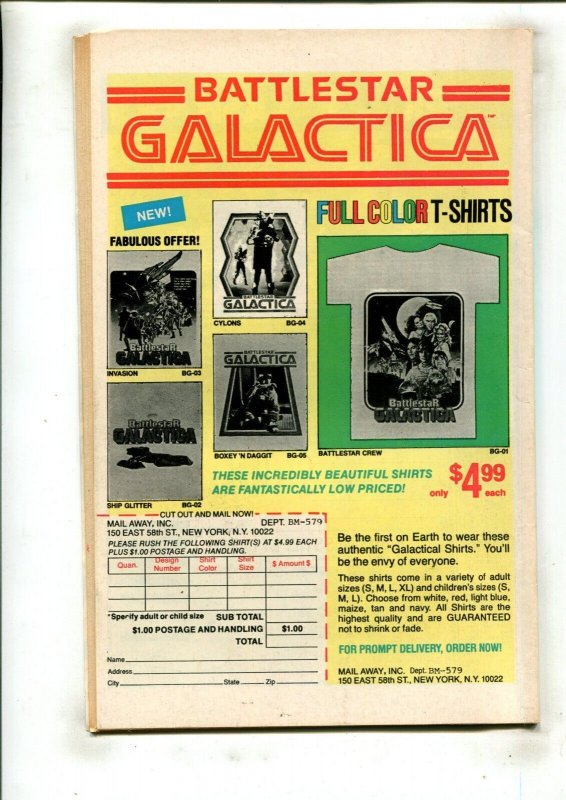 BATTLESTAR
GALACTICA™
NEW!
FULL COLOR T-SHIRTS
FABULOUS OFFER!
BattlestaR
GALACTICA
INVASION BG-03
BATTLESTAR
GALACTICA
CYLONS BG-04
BattlestaR
GALACTICA
SHIP GLITTER BG-02
BATTLESTAR
GALACTICA
BOXEY 'N DAGGIT BG-05
BattlestaR
GALACTICA
BATTLESTAR CREW BG-01
THESE INCREDIBLY BEAUTIFUL SHIRTS
ARE FANTASTICALLY LOW PRICED!
only $4.99 each
CUT OUT AND MAIL NOW!
MAIL AWAY, INC. DEPT. BM-579
150 EAST 58th ST., NEW YORK, N.Y. 10022
PLEASE RUSH THE FOLLOWING SHIRT(S) AT $4.99 EACH
PLUS $1.00 POSTAGE AND HANDLING.
Quan. Design Number Shirt Color Shirt Size $ Amount $
*Specify adult or child size SUB TOTAL
$1.00 POSTAGE AND HANDLING $1.00
TOTAL
Name
Address
City State Zip
Be the first on Earth to wear these
authentic "Galactical Shirts." You'll
be the envy of everyone.
These shirts come in a variety of adult
sizes (S, M, L, XL) and children's sizes (S,
M, L). Choose from white, red, light blue,
maize, tan and navy. All Shirts are the
highest quality and are GUARANTEED
not to shrink or fade.
FOR PROMPT DELIVERY, ORDER NOW!
MAIL AWAY, INC. Dept. BM-579
150 EAST 58th ST., NEW YORK, N.Y. 10022